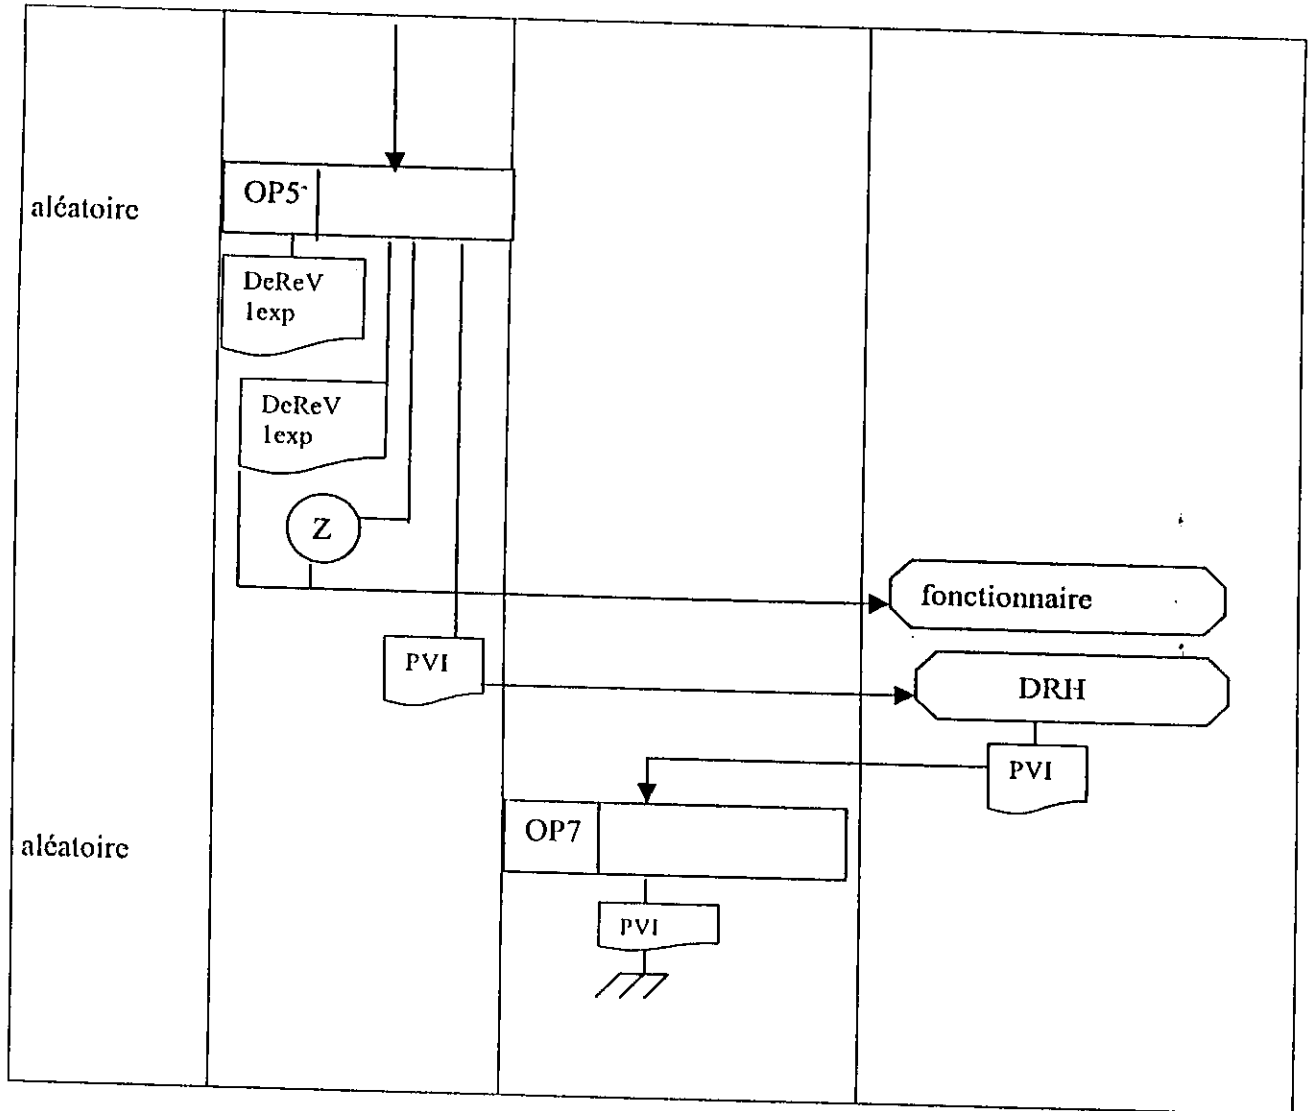 aléatoire
OP5
DeReV
1exp
DeReV
1exp
Z
fonctionnaire
PVI
DRH
PVI
aléatoire
OP7
PVI